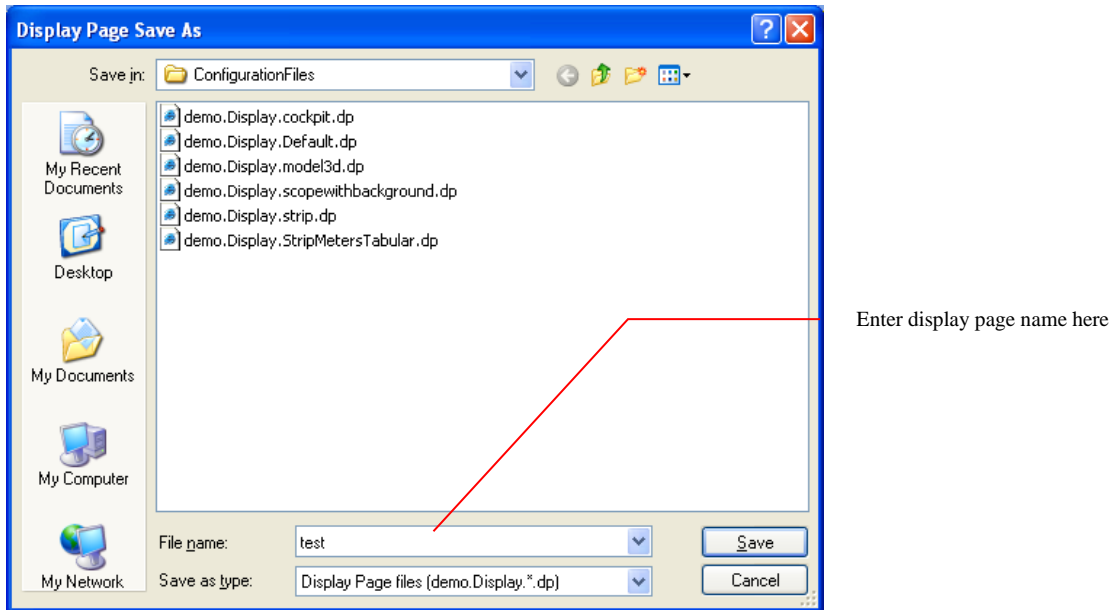 Display Page Save As
Save in: ConfigurationFiles
My Recent
Documents
Desktop
My Documents
My Computer
My Network
demo.Display.cockpit.dp
demo.Display.Default.dp
demo.Display.model3d.dp
demo.Display.scopewithbackground.dp
demo.Display.strip.dp
demo.Display.StripMetersTabular.dp
Enter display page name here
File name: test Save
Save as type: Display Page files (demo.Display.*.dp) Cancel